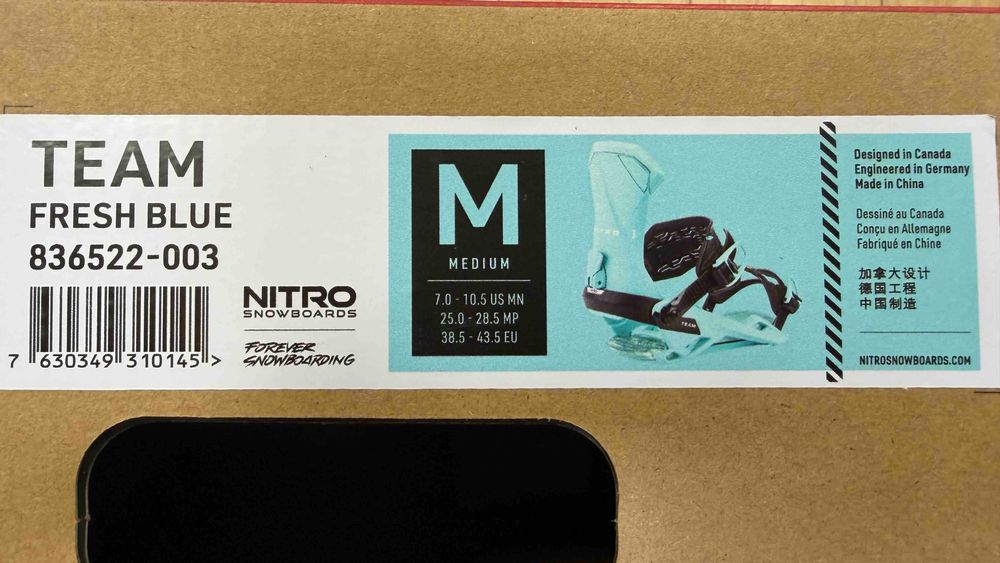 TEAM
FRESH BLUE
836522-003
7 630349 310145 >
NITRO
SNOWBOARDS
FOREVER
SNOWBOARDING
M
MEDIUM
7.0 - 10.5 US MN
25.0 - 28.5 MP
38.5 - 43.5 EU
TEAM
Designed in Canada
Engineered in Germany
Made in China
Dessiné au Canada
Conçu en Allemagne
Fabriqué en Chine
加拿大设计
德国工程
中国制造
NITROSNOWBOARDS.COM